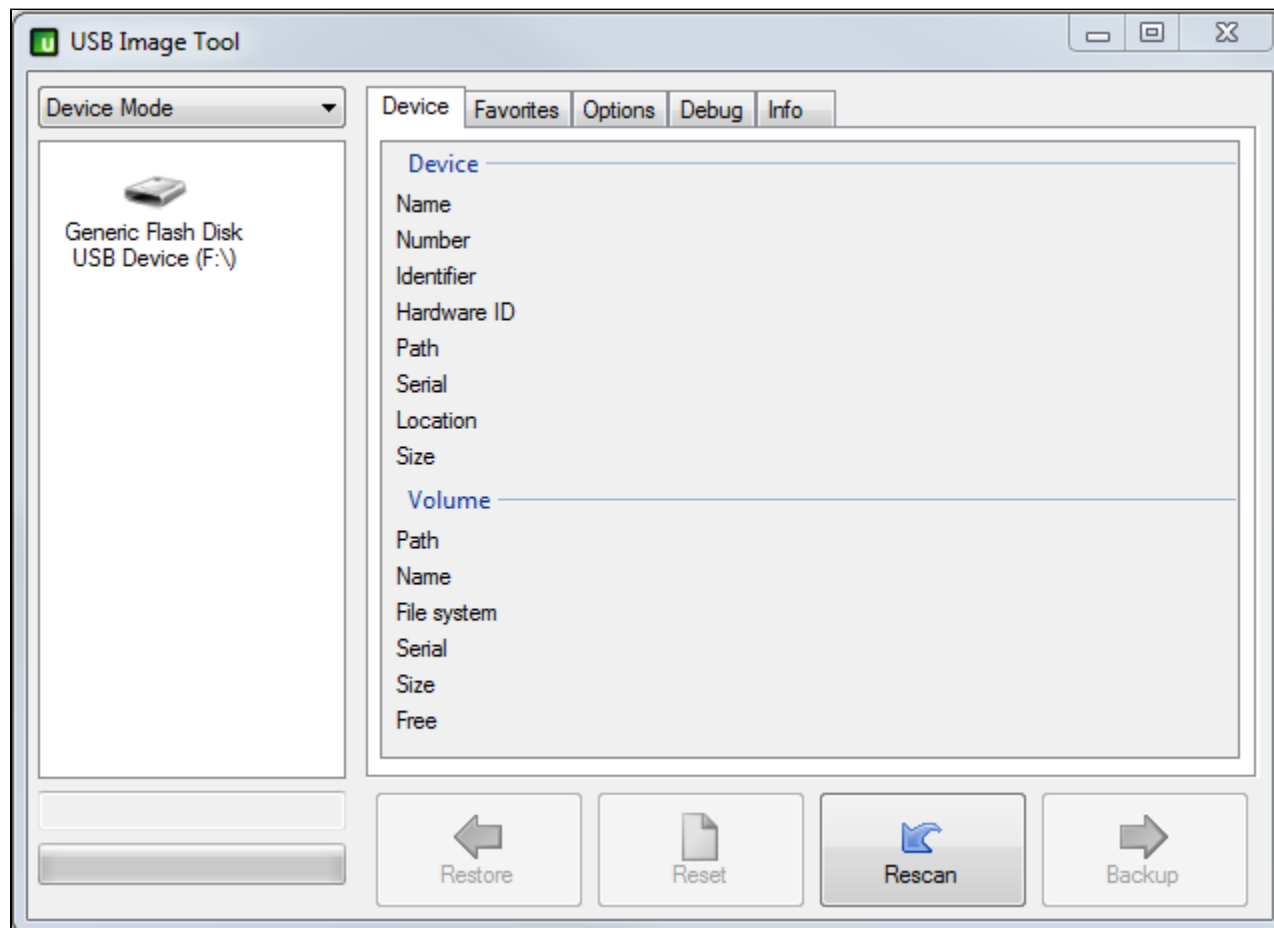 USB Image Tool
Device Mode
Generic Flash Disk
USB Device (F:\)
Device Favorites Options Debug Info
Device
Name
Number
Identifier
Hardware ID
Path
Serial
Location
Size
Volume
Path
Name
File system
Serial
Size
Free
Restore Reset Rescan Backup